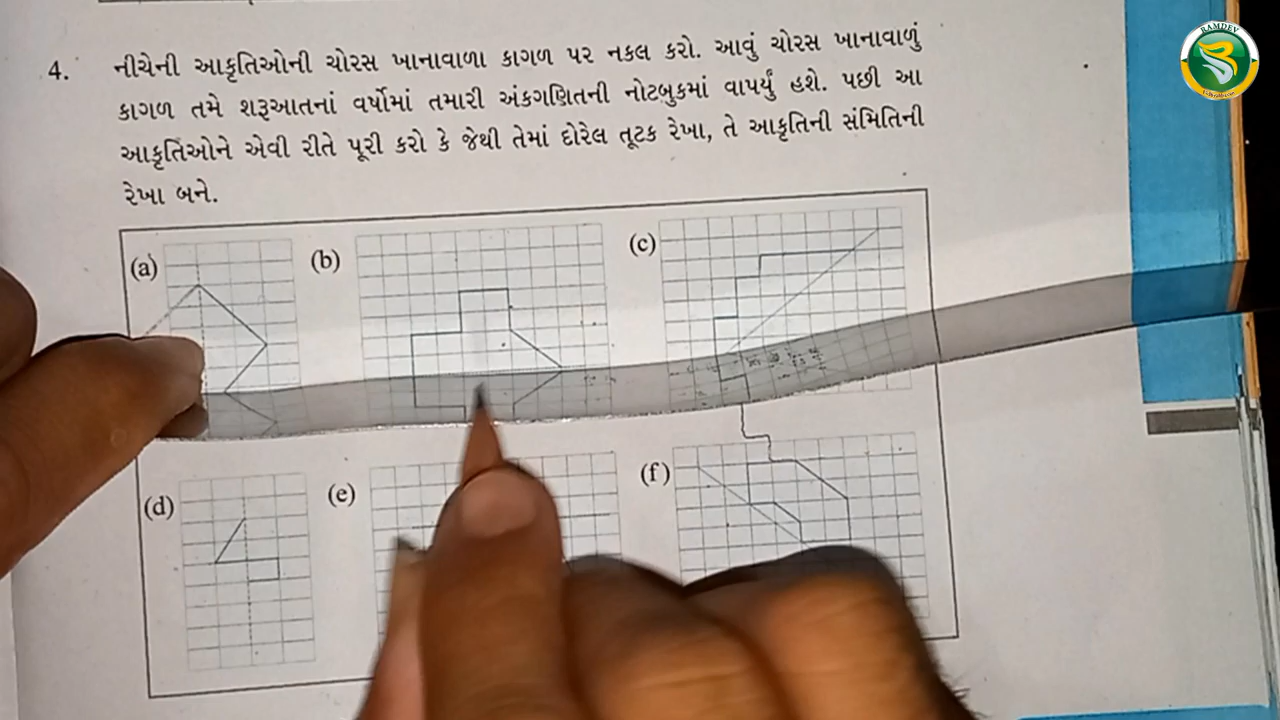 4. નીચેની આકૃતિઓની ચોરસ ખાનાવાળા કાગળ પર નકલ કરો. આવું ચોરસ ખાનાવાળું
કાગળ તમે શરૂઆતનાં વર્ષોમાં તમારી અંકગણિતની નોટબુકમાં વાપર્યું હશે. પછી આ
આકૃતિઓને એવી રીતે પૂરી કરો કે જેથી તેમાં દોરેલ તૂટક રેખા, તે આકૃતિની સંમિતિની
રેખા બને.
(a) (b) (c)
(d) (e) (f)
RAMDEV